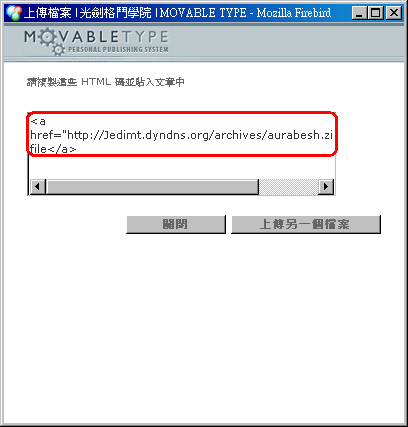 上傳檔案 | 光劍格鬥學院 | MOVABLE TYPE - Mozilla Firebird
MOVABLETYPE
PERSONAL PUBLISHING SYSTEM
請複製這些 HTML 碼並貼入文章中
<a
href="http://Jedimt.dyndns.org/archives/aurabesh.zi
file</a>
關閉 上傳另一個檔案